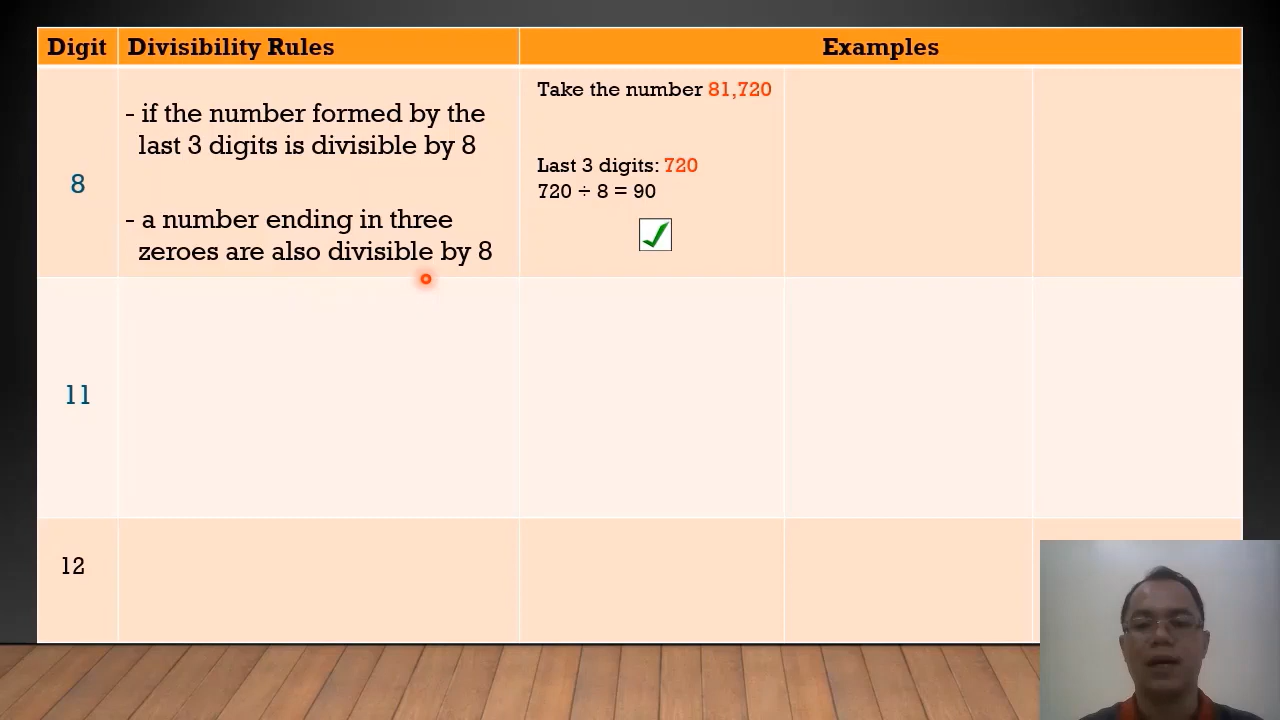 Digit
Divisibility Rules
Examples
8
- if the number formed by the
last 3 digits is divisible by 8
- a number ending in three
zeroes are also divisible by 8
Take the number 81,720
Last 3 digits: 720
720 ÷ 8 = 90
11
12